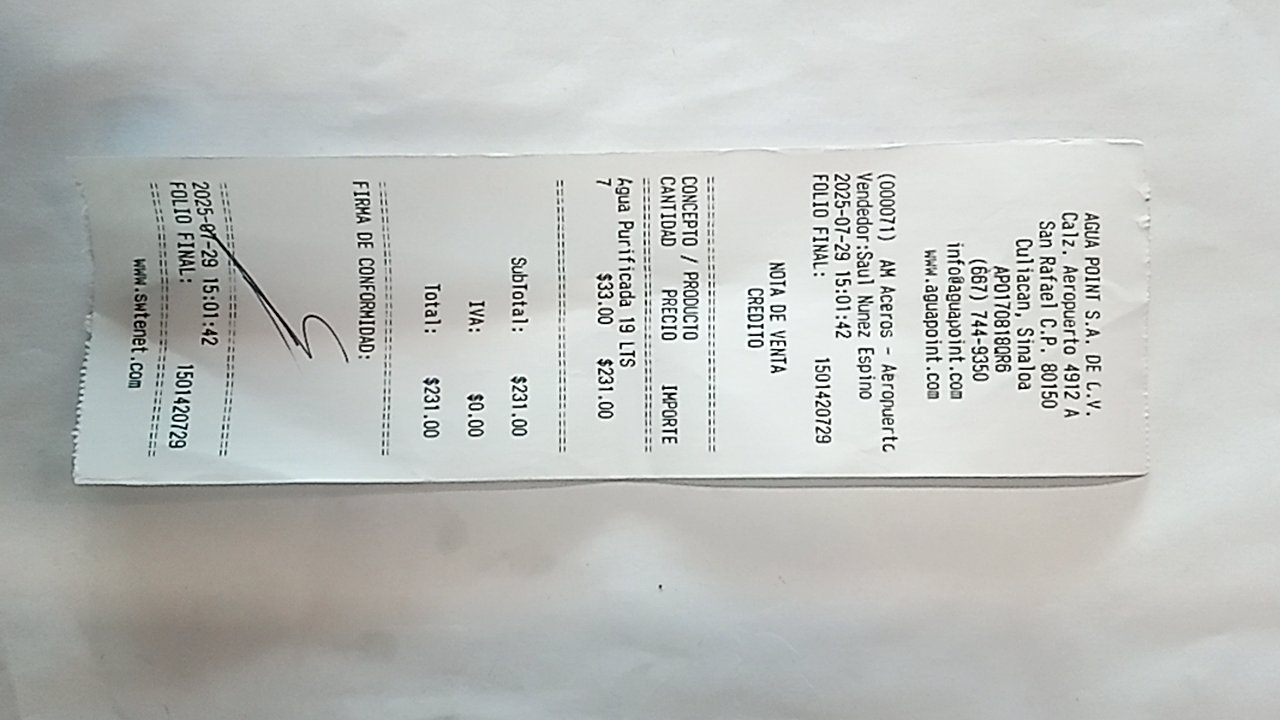 AGUA POINT S.A. DE C.V.
Calz. Aeropuerto 4912 A
San Rafael C.P. 80150
Culiacan, Sinaloa
APO170818QR6
(667) 744-9350
info@aguapoint.com
www.aguapoint.com
(000071) AM Aceros - Aeropuerto
Vendedor:Saul Nunez Espino
2025-07-29 15:01:42
FOLIO FINAL: 1501420729
NOTA DE VENTA
CREDITO
===================================
CONCEPTO / PRODUCTO
CANTIDAD PRECIO IMPORTE
===================================
Agua Purificada 19 LTS
7 $33.00 $231.00
===================================
SubTotal: $231.00
IVA: $0.00
Total: $231.00
===================================
FIRMA DE CONFORMIDAD:
===================================
2025-07-29 15:01:42
FOLIO FINAL: 1501420729
===================================
www.swtenet.com